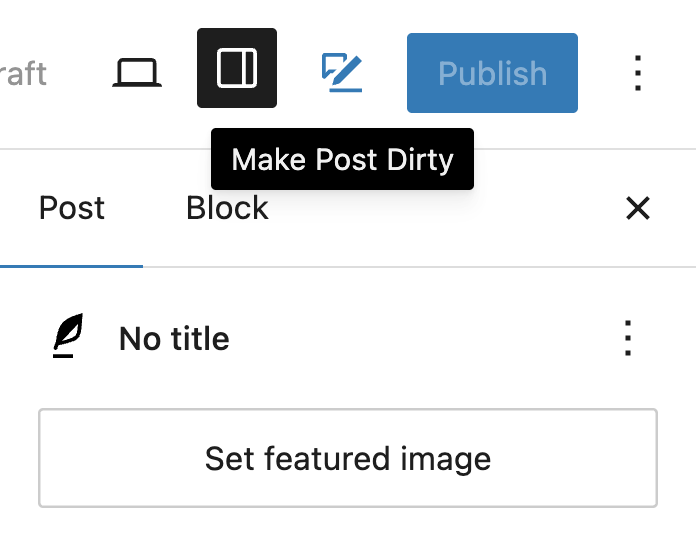 raft
Publish
Make Post Dirty
Post
Block
No title
Set featured image